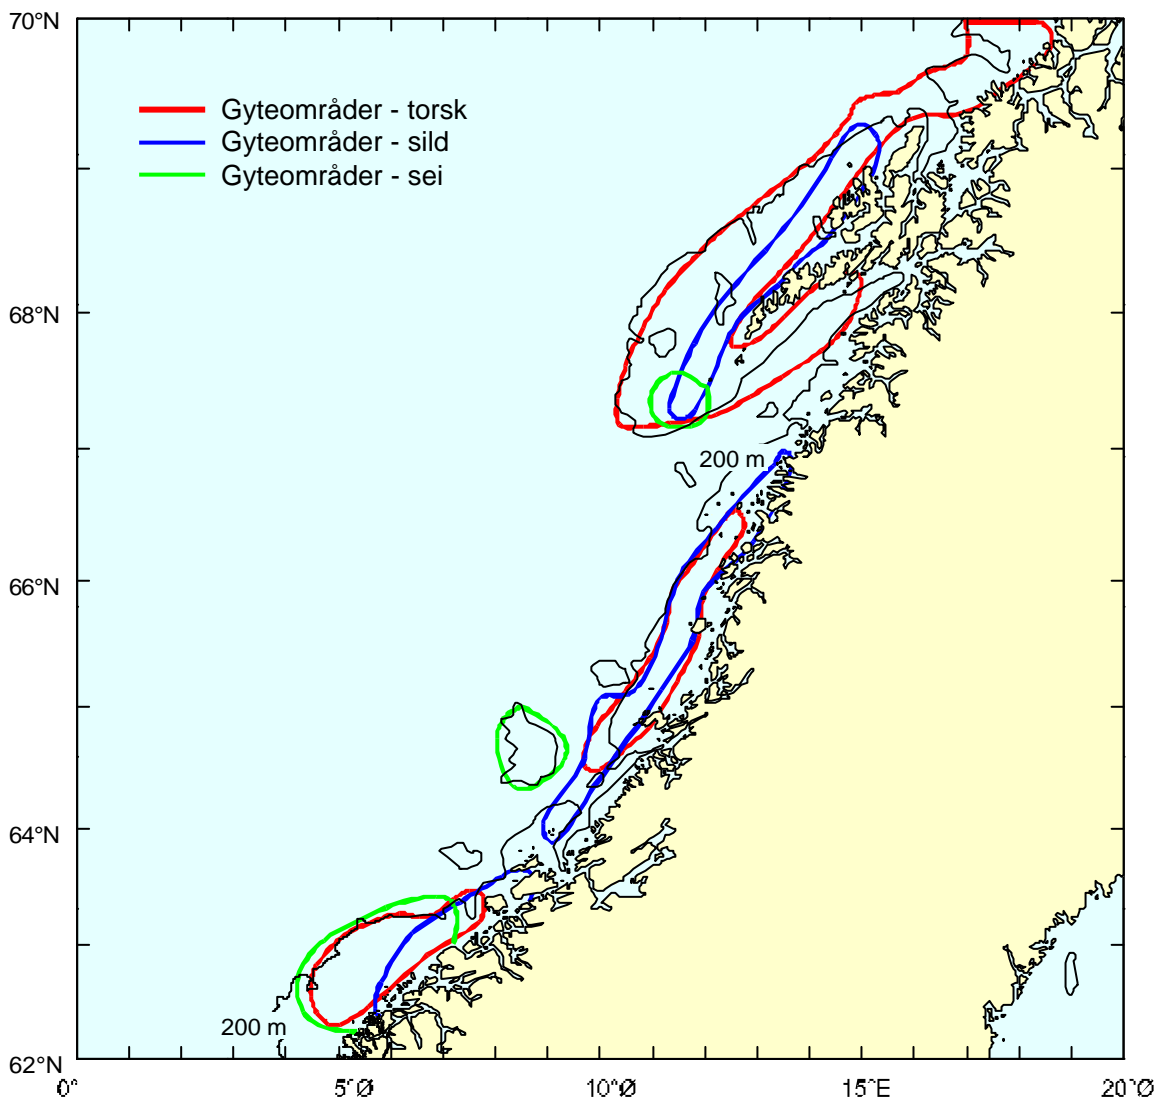 70°N
Gyteområder - torsk
Gyteområder - sild
Gyteområder - sei
68°N
200 m
66°N
64°N
200 m
62°N
0° 5°Ø 10°Ø 15°E 20°Ø